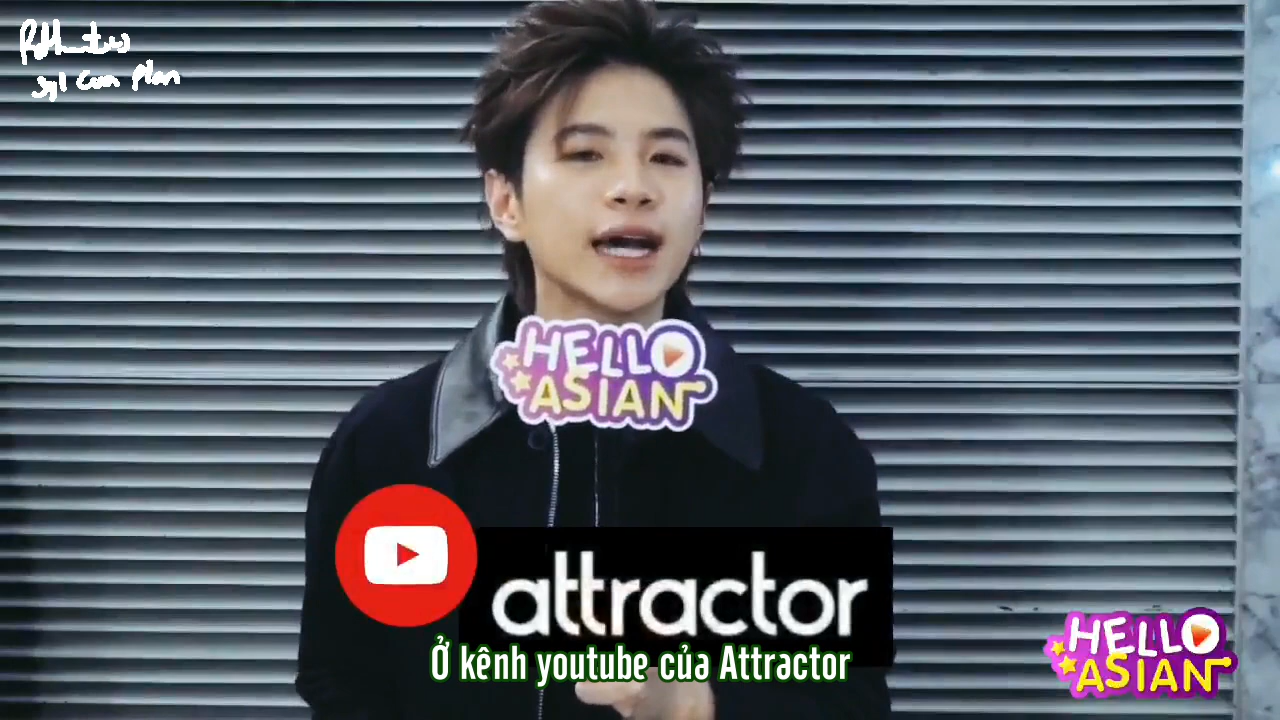 HELLO
ASIAN
attractor
Ở kênh youtube của Attractor
HELLO
ASIAN